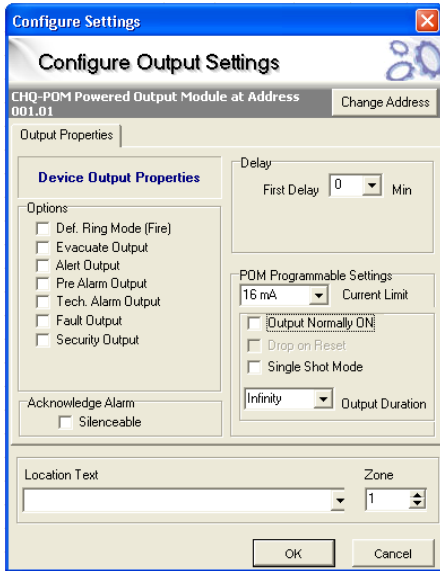 Configure Settings
Configure Output Settings
CHQ-POM Powered Output Module at Address
001.01
Change Address
Output Properties
Device Output Properties
Options
Def. Ring Mode (Fire)
Evacuate Output
Alert Output
Pre Alarm Output
Tech. Alarm Output
Fault Output
Security Output
Acknowledge Alarm
Silenceable
Delay
First Delay 0 Min
POM Programmable Settings
16 mA Current Limit
Output Normally ON
Drop on Reset
Single Shot Mode
Infinity Output Duration
Location Text
Zone
1
OK
Cancel